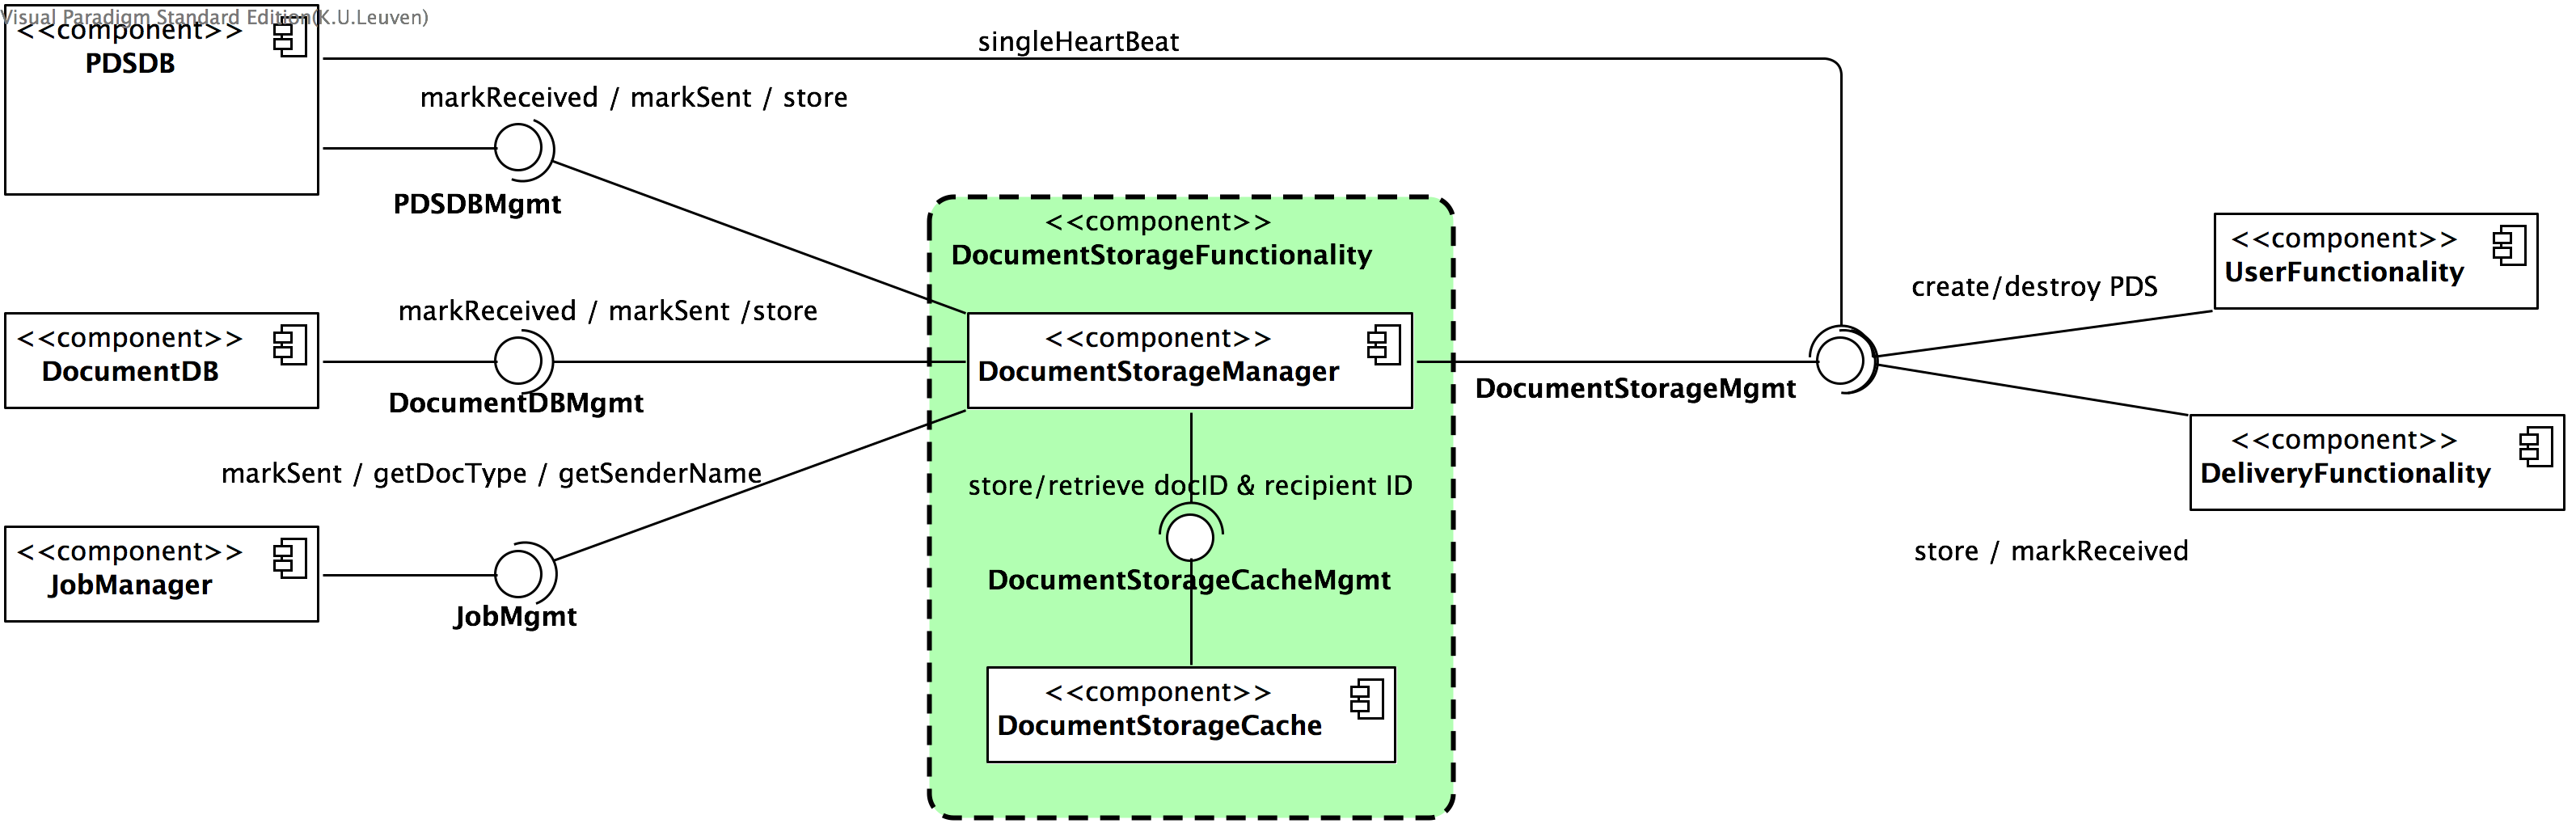 Visual Paradigm Standard Edition(K.U.Leuven)
<<component>>
PDSDB
singleHeartBeat
markReceived / markSent / store
PDSDBMgmt
<<component>>
DocumentStorageFunctionality
<<component>>
UserFunctionality
create/destroy PDS
markReceived / markSent /store
<<component>>
DocumentDB
DocumentDBMgmt
<<component>>
DocumentStorageManager
DocumentStorageMgmt
<<component>>
DeliveryFunctionality
markSent / getDocType / getSenderName
store/retrieve docID & recipient ID
store / markReceived
<<component>>
JobManager
JobMgmt
DocumentStorageCacheMgmt
<<component>>
DocumentStorageCache